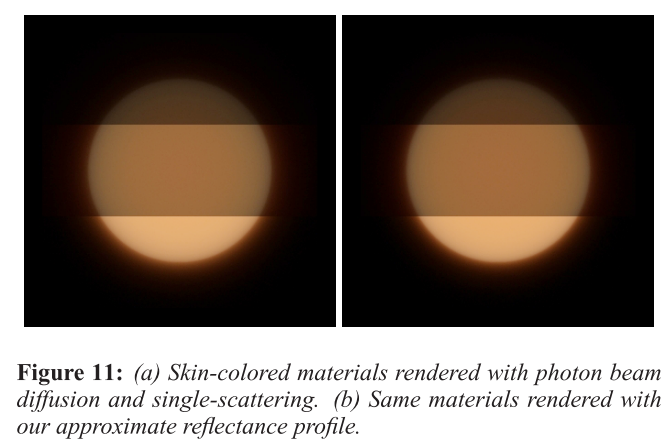 Figure 11: (a) Skin-colored materials rendered with photon beam
diffusion and single-scattering. (b) Same materials rendered with
our approximate reflectance profile.